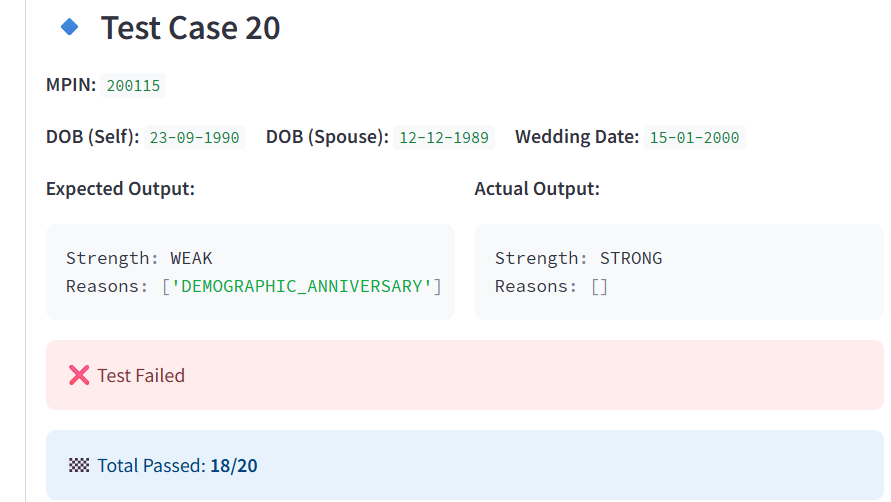 Test Case 20
MPIN: 200115
DOB (Self): 23-09-1990 DOB (Spouse): 12-12-1989 Wedding Date: 15-01-2000
Expected Output:
Strength: WEAK
Reasons: ['DEMOGRAPHIC_ANNIVERSARY']
Actual Output:
Strength: STRONG
Reasons: []
Test Failed
Total Passed: 18/20